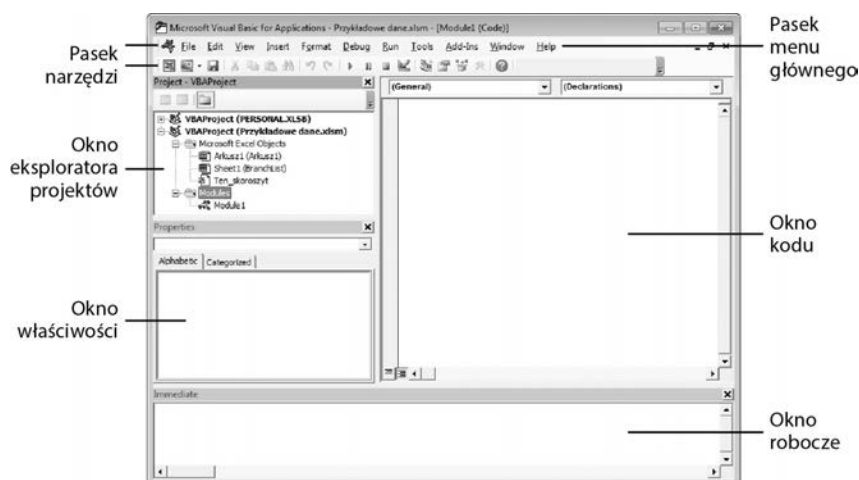 Microsoft Visual Basic for Applications - Przykładowe dane.xlsm - [Module1 (Code)]
File Edit View Insert Format Debug Run Tools Add-Ins Window Help
Pasek
menu
głównego
Pasek
narzędzi
Project - VBAProject
(General)
(Declarations)
VBAProject (PERSONAL.XLSB)
VBAProject (Przykładowe dane.xlsm)
Microsoft Excel Objects
Arkusz1 (Arkusz1)
Sheet1 (BranchList)
Ten_skoroszyt
Modules
Module1
Okno
eksploratora
projektów
Properties
Alphabetic
Categorized
Okno
kodu
Okno
właściwości
Immediate
Okno
robocze